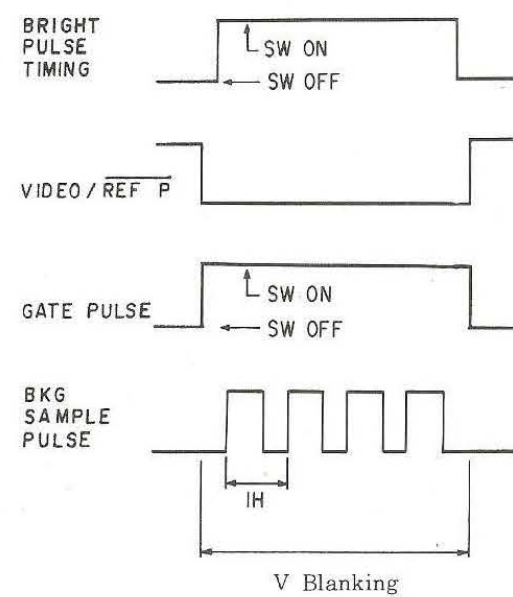 BRIGHT
PULSE
TIMING
SW ON
SW OFF
VIDEO / REF P
SW ON
GATE PULSE
SW OFF
BKG
SAMPLE
PULSE
IH
V Blanking